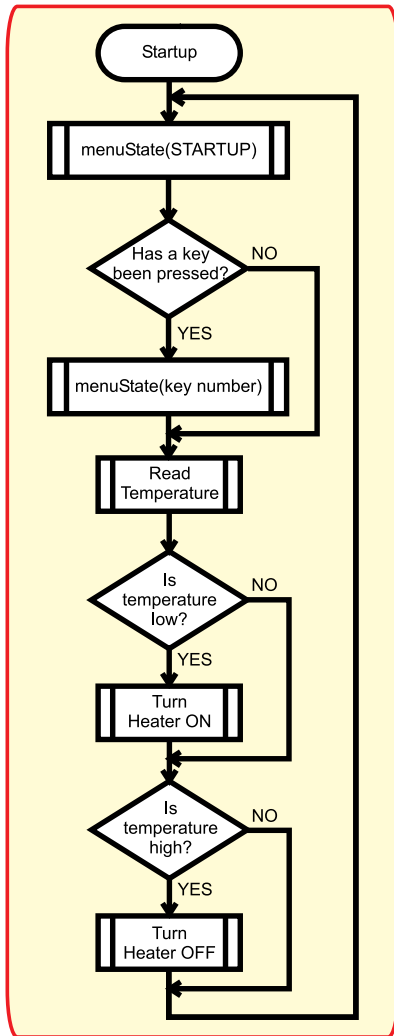 Startup
menuState(STARTUP)
Has a key
been pressed?
NO
YES
menuState(key number)
Read
Temperature
Is
temperature
low?
NO
YES
Turn
Heater ON
Is
temperature
high?
NO
YES
Turn
Heater OFF